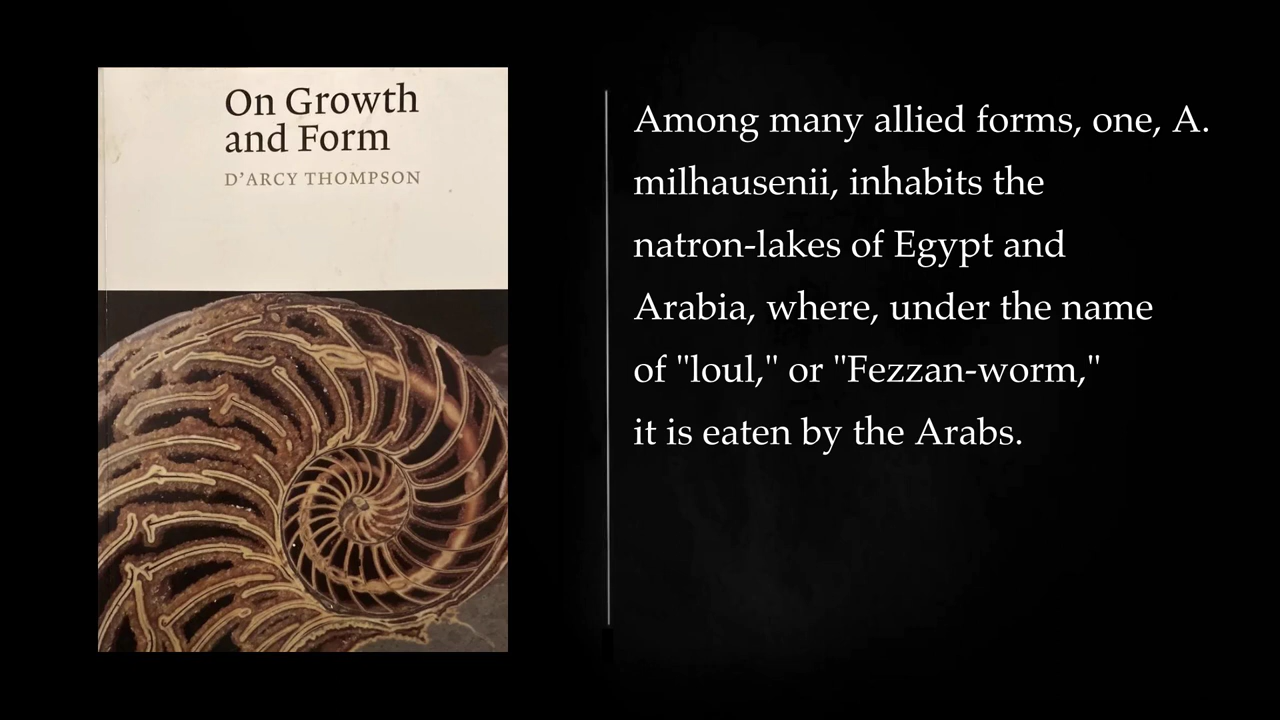 On Growth
and Form
D'ARCY THOMPSON
Among many allied forms, one, A.
milhausenii, inhabits the
natron-lakes of Egypt and
Arabia, where, under the name
of "loul," or "Fezzan-worm,"
it is eaten by the Arabs.